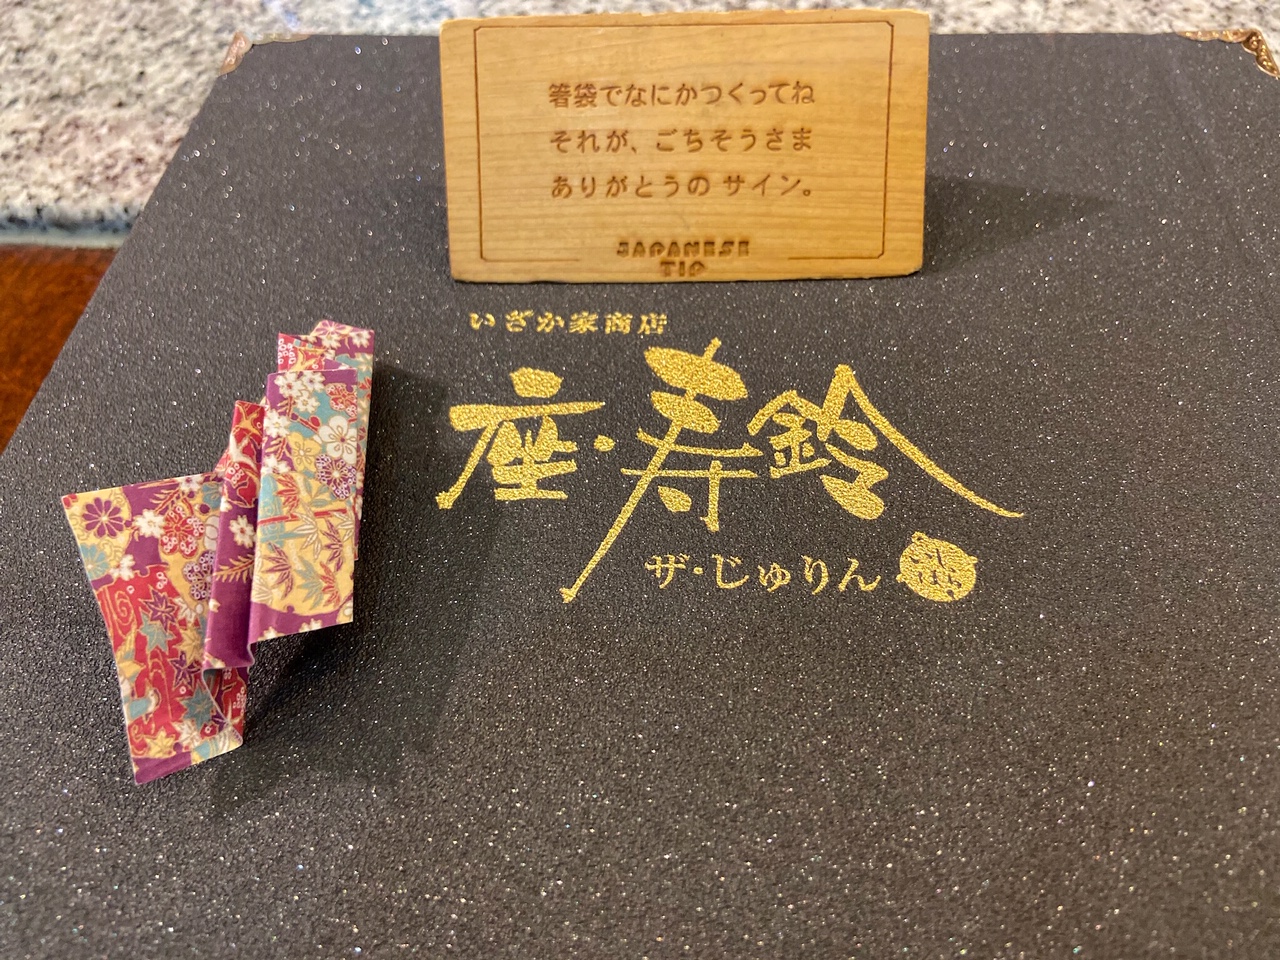 箸袋でなにかつくってね
それが、ごちそうさま
ありがとうの サイン。
JAPANESE
TIP
いざか家商店
座・寿鈴
ザ・じゅりん